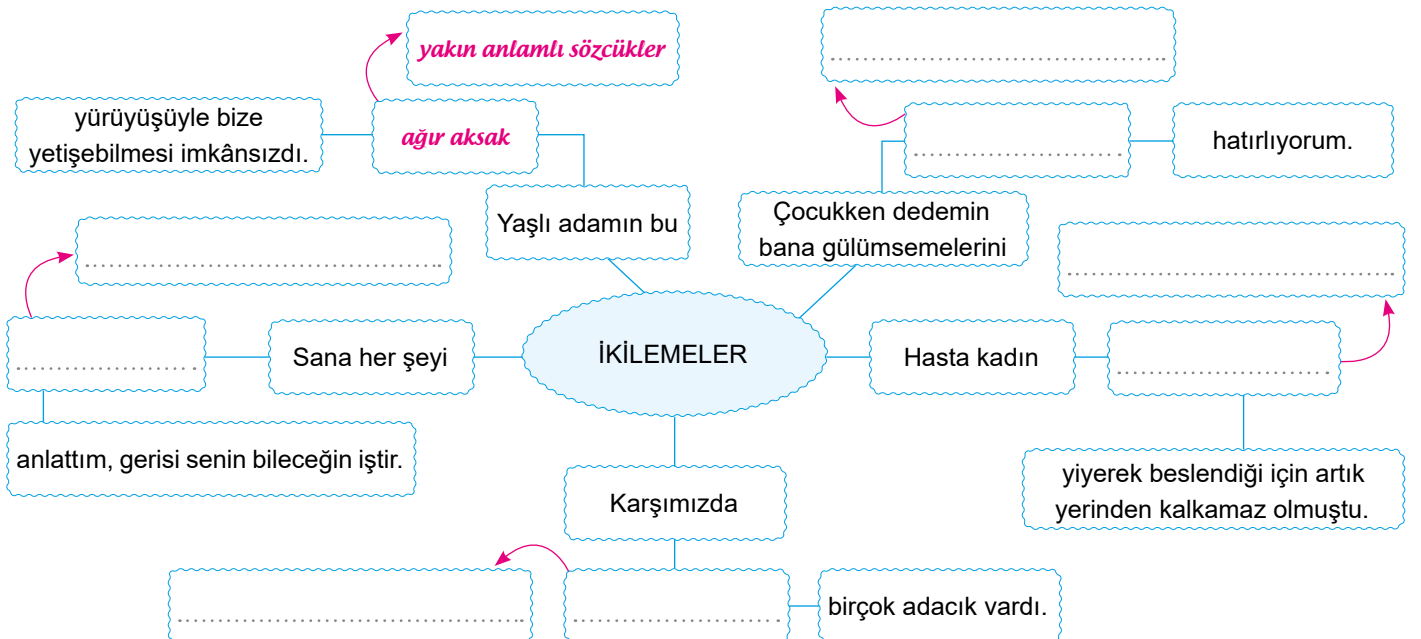 yakın anlamlı sözcükler
yürüyüşüyle bize
yetişebilmesi imkânsızdı.
ağır aksak
hatırlıyorum.
Yaşlı adamın bu
Çocukken dedemin
bana gülümsemelerini
Sana her şeyi
İKİLEMELER
Hasta kadın
anlattım, gerisi senin bileceğin iştir.
Karşımızda
yiyerek beslendiği için artık
yerinden kalkamaz olmuştu.
birçok adacık vardı.